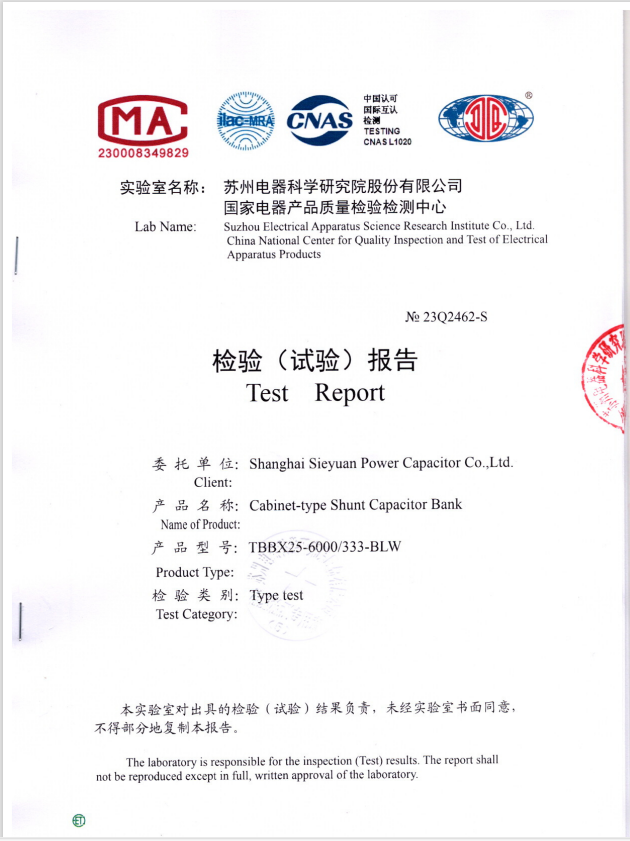 MA
230008349829
ilac-MRA
CNAS
中国认可
国际互认
检测
TESTING
CNAS L1020
®
实验室名称： 苏州电器科学研究院股份有限公司
国家电器产品质量检验检测中心
Lab Name: Suzhou Electrical Apparatus Science Research Institute Co., Ltd.
China National Center for Quality Inspection and Test of Electrical
Apparatus Products
№ 23Q2462-S
检验（试验）报告
Test Report
委托单位: Shanghai Sieyuan Power Capacitor Co.,Ltd.
Client:
产品名称: Cabinet-type Shunt Capacitor Bank
Name of Product:
产品型号: TBBX25-6000/333-BLW
Product Type:
检验类别: Type test
Test Category:
本实验室对出具的检验（试验）结果负责，未经实验室书面同意，
不得部分地复制本报告。
The laboratory is responsible for the inspection (Test) results. The report shall
not be reproduced except in full, written approval of the laboratory.